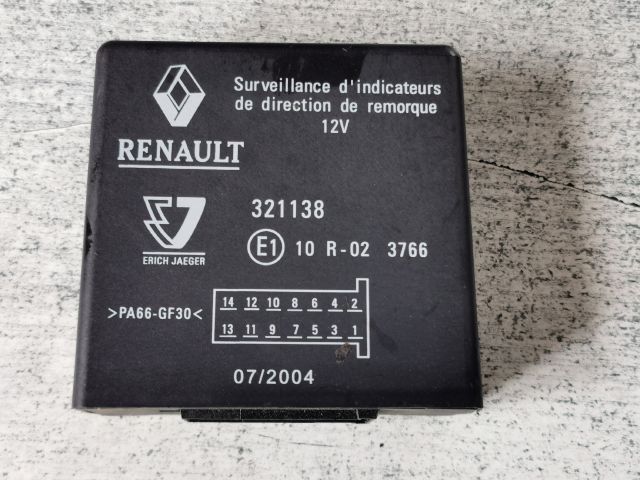 Surveillance d'indicateurs
de direction de remorque
12V
RENAULT
ERICH JAEGER
321138
E1 10 R-02 3766
>PA66-GF30<
14 12 10 8 6 4 2
13 11 9 7 5 3 1
07/2004